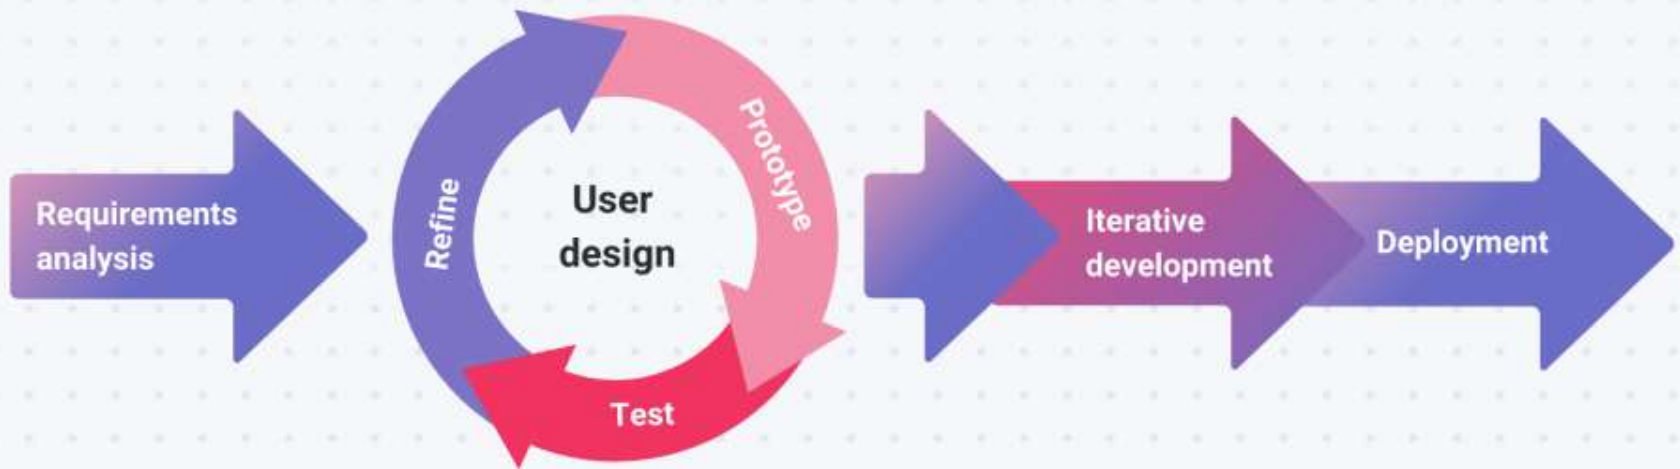 Requirements
analysis
Refine
User
design
Prototype
Test
Iterative
development
Deployment